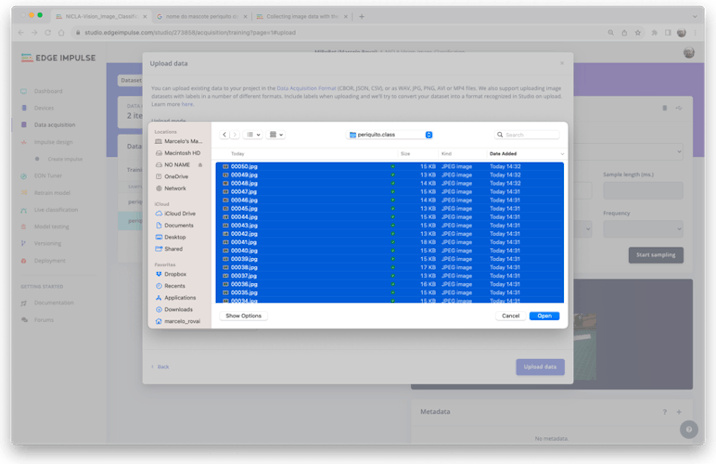 NICLA-Vision_Image_Classific
nome do mascote periquito d
Collecting image data with the
studio.edgeimpulse.com/studio/273858/acquisition/training?page=1#upload
EDGE IMPULSE
Dashboard
Devices
Data acquisition
Impulse design
Create impulse
EON Tuner
Retrain model
Live classification
Model testing
Versioning
Deployment
GETTING STARTED
Documentation
Forums
Dataset
2 ite
Upload data
You can upload existing data to your project in the Data Acquisition Format (CBOR, JSON, CSV), or as WAV, JPG, PNG, AVI or MP4 files. We also support uploading image
datasets with labels in a number of different formats. Include labels when uploading and we'll try to convert your dataset into a format recognized in Studio on upload.
Learn more here.
Upload mode
Locations
Marcelo's Ma...
Macintosh HD
NO NAME
OneDrive
Network
iCloud
iCloud Drive
Documents
Desktop
Shared
Favorites
Dropbox
Recents
Applications
Downloads
marcelo_rovai
periquito.class
Search
Today Size Kind Date Added
00050.jpg 15 KB JPEG image Today 14:32
00049.jpg 13 KB JPEG image Today 14:32
00048.jpg 14 KB JPEG image Today 14:32
00047.jpg 15 KB JPEG image Today 14:31
00046.jpg 14 KB JPEG image Today 14:31
00045.jpg 13 KB JPEG image Today 14:31
00044.jpg 15 KB JPEG image Today 14:31
00043.jpg 15 KB JPEG image Today 14:31
00042.jpg 13 KB JPEG image Today 14:31
00041.jpg 18 KB JPEG image Today 14:31
00040.jpg 15 KB JPEG image Today 14:31
00039.jpg 15 KB JPEG image Today 14:31
00038.jpg 17 KB JPEG image Today 14:31
00037.jpg 13 KB JPEG image Today 14:31
00036.jpg 16 KB JPEG image Today 14:31
00035.jpg 15 KB JPEG image Today 14:31
00034.jpg 15 KB JPEG image Today 14:31
Show Options
Cancel
Open
Back
Upload data
Sample length (ms.)
Frequency
Start sampling
Metadata
No metadata.